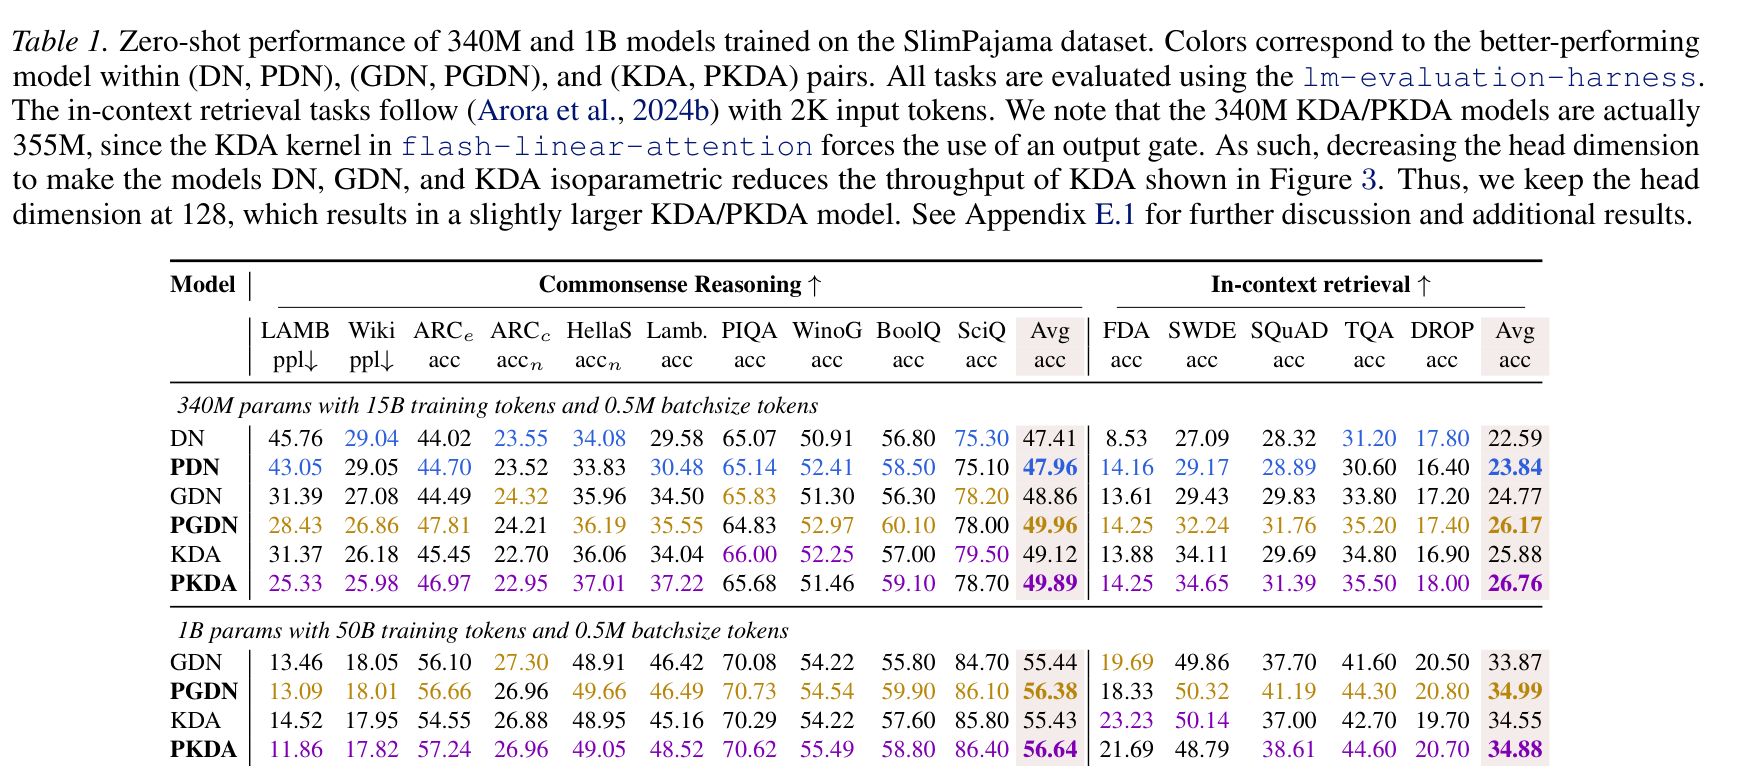 Table 1. Zero-shot performance of 340M and 1B models trained on the SlimPajama dataset. Colors correspond to the better-performing
model within (DN, PDN), (GDN, PGDN), and (KDA, PKDA) pairs. All tasks are evaluated using the lm-evaluation-harness.
The in-context retrieval tasks follow (Arora et al., 2024b) with 2K input tokens. We note that the 340M KDA/PKDA models are actually
355M, since the KDA kernel in flash-linear-attention forces the use of an output gate. As such, decreasing the head dimension
to make the models DN, GDN, and KDA isoparametric reduces the throughput of KDA shown in Figure 3. Thus, we keep the head
dimension at 128, which results in a slightly larger KDA/PKDA model. See Appendix E.1 for further discussion and additional results.
Model Commonsense Reasoning ↑ In-context retrieval ↑
LAMB Wiki ARCe ARCc HellaS Lamb. PIQA WinoG BoolQ SciQ Avg FDA SWDE SQuAD TQA DROP Avg
ppl↓ ppl↓ acc accn accn acc acc acc acc acc acc acc acc acc acc acc acc
340M params with 15B training tokens and 0.5M batchsize tokens
DN 45.76 29.04 44.02 23.55 34.08 29.58 65.07 50.91 56.80 75.30 47.41 8.53 27.09 28.32 31.20 17.80 22.59
PDN 43.05 29.05 44.70 23.52 33.83 30.48 65.14 52.41 58.50 75.10 47.96 14.16 29.17 28.89 30.60 16.40 23.84
GDN 31.39 27.08 44.49 24.32 35.96 34.50 65.83 51.30 56.30 78.20 48.86 13.61 29.43 29.83 33.80 17.20 24.77
PGDN 28.43 26.86 47.81 24.21 36.19 35.55 64.83 52.97 60.10 78.00 49.96 14.25 32.24 31.76 35.20 17.40 26.17
KDA 31.37 26.18 45.45 22.70 36.06 34.04 66.00 52.25 57.00 79.50 49.12 13.88 34.11 29.69 34.80 16.90 25.88
PKDA 25.33 25.98 46.97 22.95 37.01 37.22 65.68 51.46 59.10 78.70 49.89 14.25 34.65 31.39 35.50 18.00 26.76
1B params with 50B training tokens and 0.5M batchsize tokens
GDN 13.46 18.05 56.10 27.30 48.91 46.42 70.08 54.22 55.80 84.70 55.44 19.69 49.86 37.70 41.60 20.50 33.87
PGDN 13.09 18.01 56.66 26.96 49.66 46.49 70.73 54.54 59.90 86.10 56.38 18.33 50.32 41.19 44.30 20.80 34.99
KDA 14.52 17.95 54.55 26.88 48.95 45.16 70.29 54.22 57.60 85.80 55.43 23.23 50.14 37.00 42.70 19.70 34.55
PKDA 11.86 17.82 57.24 26.96 49.05 48.52 70.62 55.49 58.80 86.40 56.64 21.69 48.79 38.61 44.60 20.70 34.88